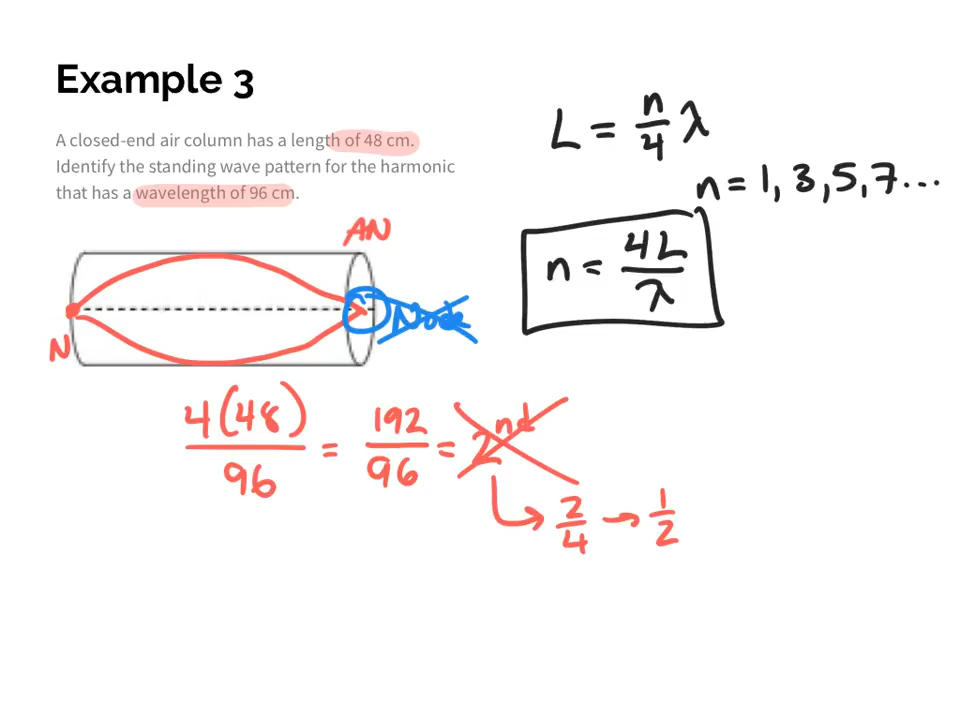 Example 3
A closed-end air column has a length of 48 cm.
Identify the standing wave pattern for the harmonic
that has a wavelength of 96 cm.
L = n/4 λ
n = 1, 3, 5, 7...
n = 4L/λ
AN
N
Node
4(48)/96 = 192/96 = 2nd
→ 2/4 → 1/2